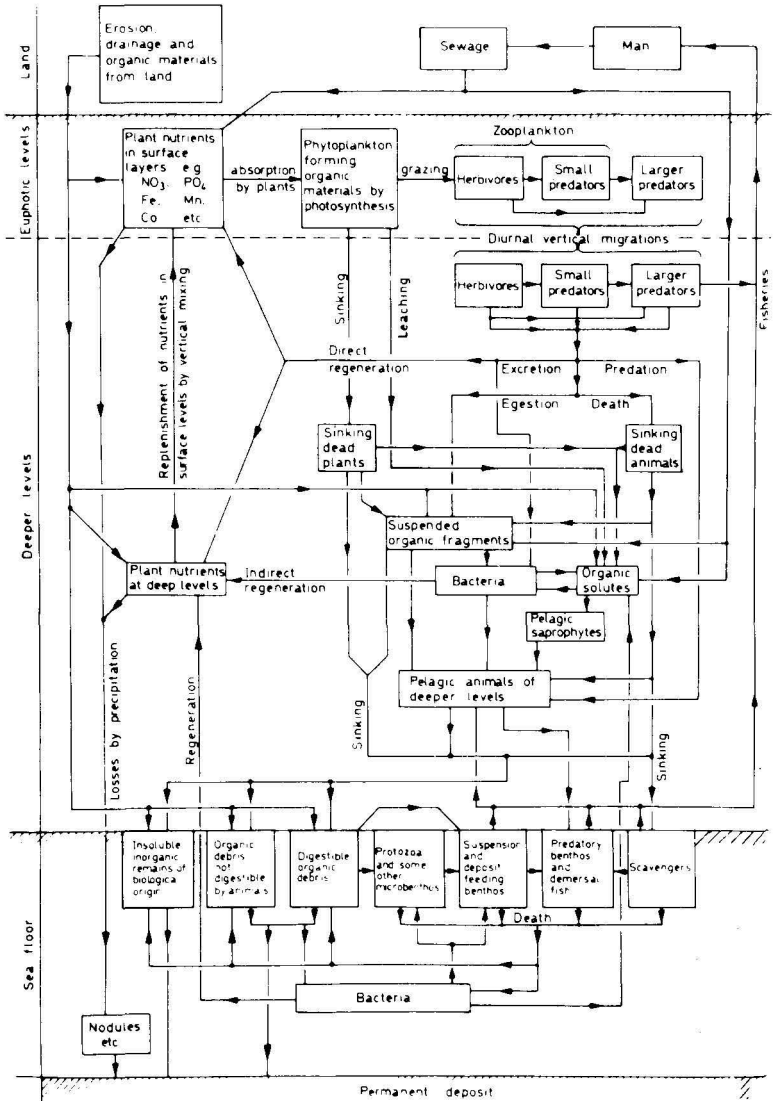 Land
Erosion,
drainage and
organic materials
from land
Sewage
Man
Euphotic levels
Plant nutrients
in surface
layers e g
NO3. PO4
Fe. Mn.
Co etc
absorption
by plants
Phytoplankton
forming
organic
materials by
photosynthesis
grazing
Zooplankton
Herbivores
Small
predators
Larger
predators
Diurnal vertical migrations
Herbivores
Small
predators
Larger
predators
Fisheries
Deeper levels
Replenishment of nutrients in
surface levels by vertical mixing
Sinking
Leaching
Direct
regeneration
Excretion
Predation
Egestion
Death
Sinking
dead
plants
Sinking
dead
animals
Suspended
organic fragments
Plant nutrients
at deep levels
Indirect
regeneration
Bacteria
Organic
solutes
Pelagic
saprophytes
Pelagic animals of
deeper levels
Losses by precipitation
Regeneration
Sinking
Sinking
Sea floor
Insoluble
inorganic
remains of
biologica
origin
Organic
debris
not
digestible
by animals
Digestible
organic
debris
Protozoa
and some
other
microbenthos
Suspension
and
deposit
feeding
benthos
Predatory
benthos
and
demersal
fish
Scavengers
Death
Bacteria
Nodules
etc
Permanent deposit